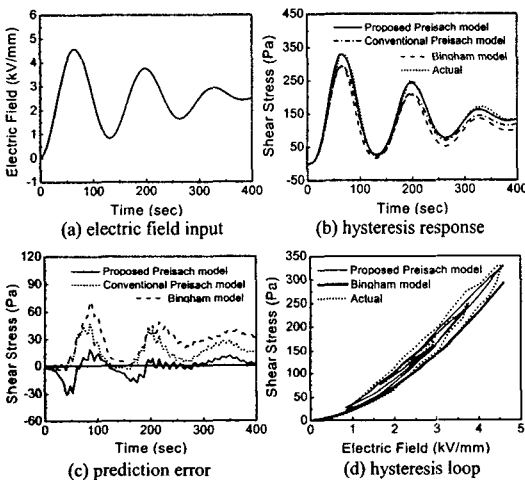 Electric Field (kV/mm)
6
5
4
3
2
1
0
-1
0 100 200 300 400
Time (sec)
(a) electric field input
Shear Stress (Pa)
450
350
250
150
50
50
Proposed Preisach model
Conventional Preisach model
Bingham model
Actual
0 100 200 300 400
Time (sec)
(b) hysteresis response
Shear Stress (Pa)
120
90
60
30
0
-30
-60
Proposed Preisach model
Conventional Preisach model
Bingham model
0 100 200 300 400
Time (sec)
(c) prediction error
Shear Stress (Pa)
350
300
250
200
150
100
50
0
Proposed Preisach model
Bingham model
Actual
0 1 2 3 4 5
Electric Field (kV/mm)
(d) hysteresis loop